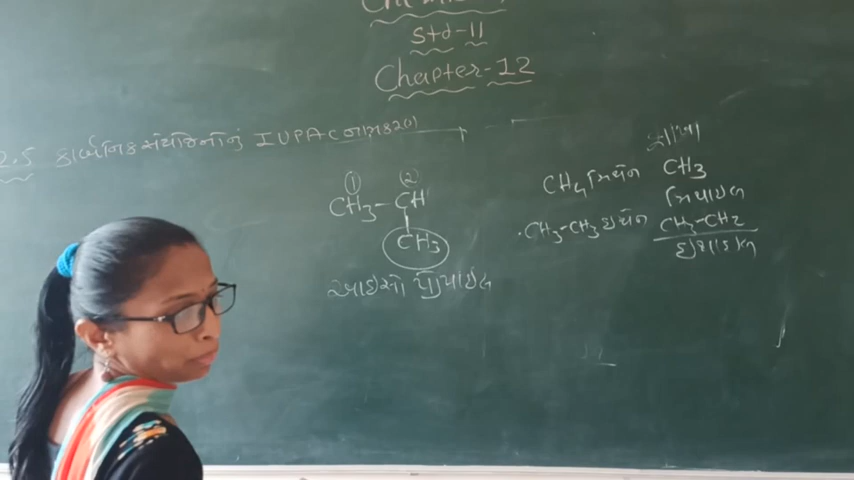 Std-11
Chapter-12
2.5 કાર્બનિક સંયોજનોનું IUPAC નામકરણ
શાખા
CH4 મિથેન CH3
મિથાઇલ
CH3-CH3 ઇથેન CH3-CH2
ઇથાઇલ
(1) (2)
CH3-CH
CH3
આઇસો પ્રોપાઇલ